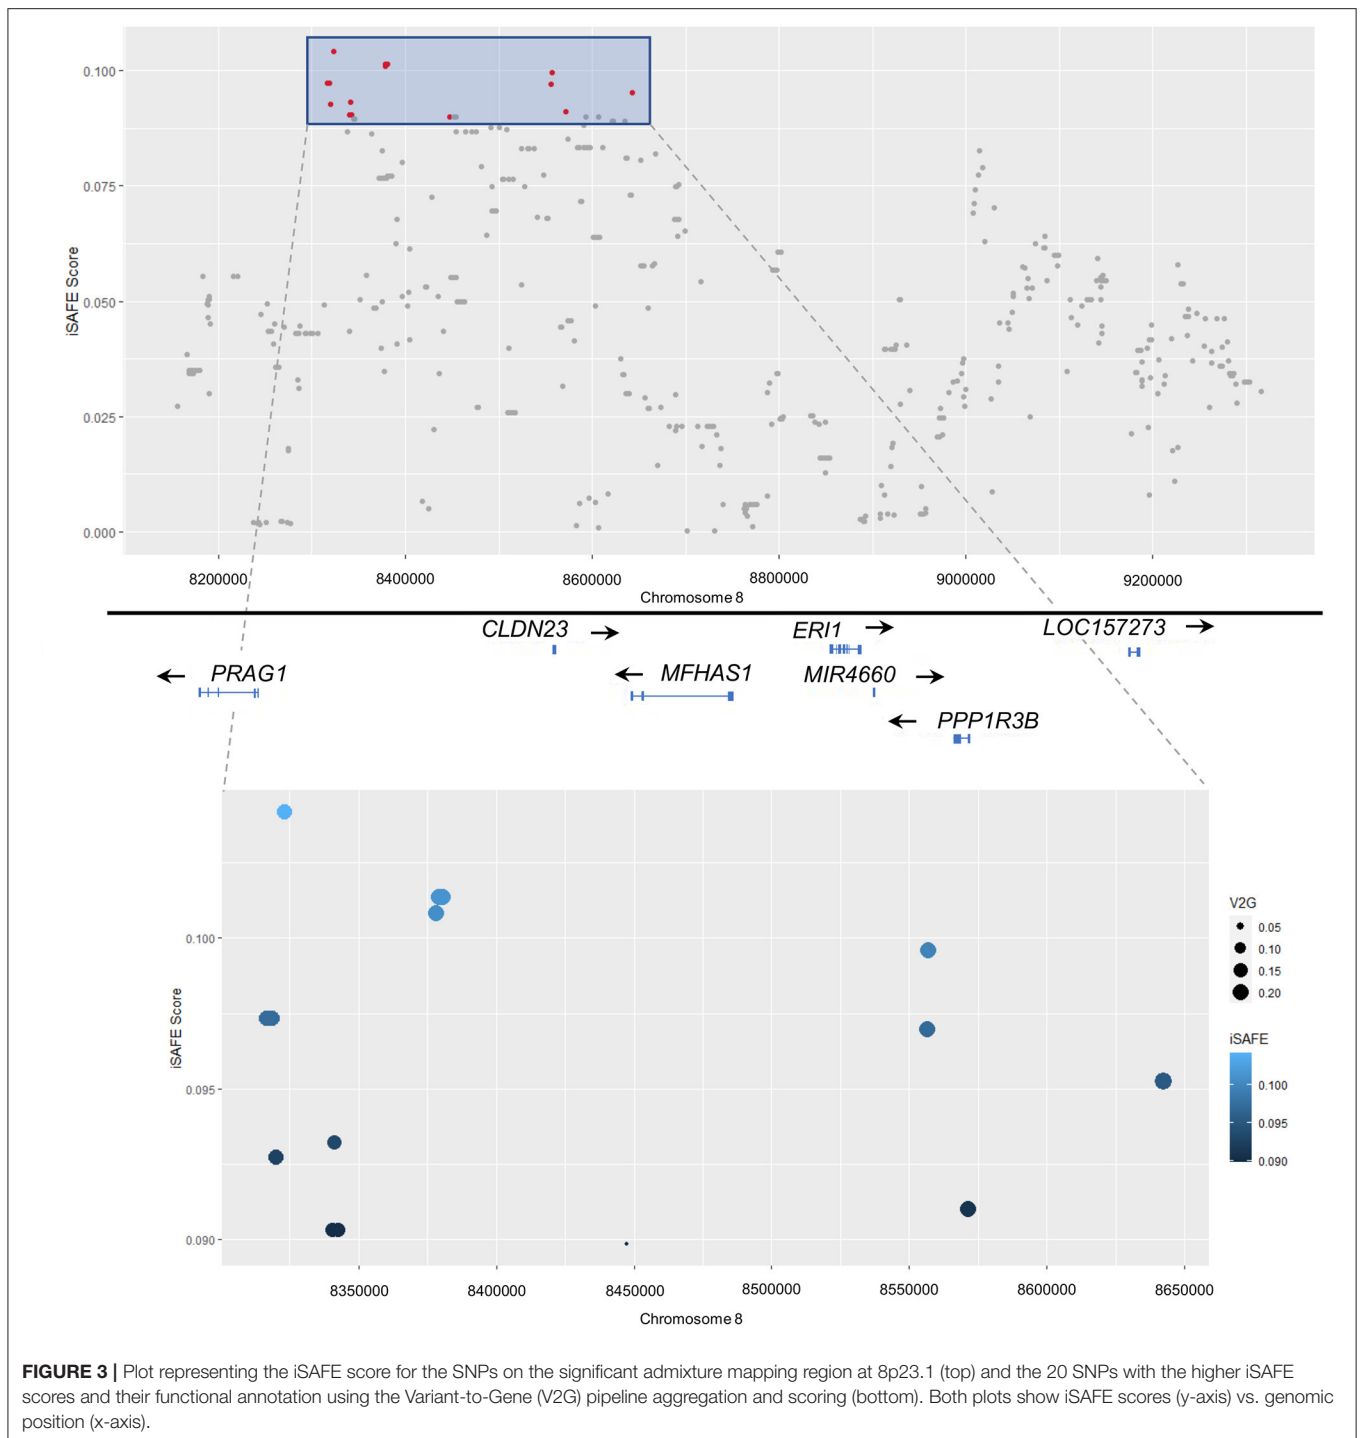 0.100
0.075
0.050
0.025
0.000
iSAFE Score
8200000 8400000 8600000 8800000 9000000 9200000
Chromosome 8
CLDN23 ERI1 LOC157273
PRAG1 MFHAS1 MIR4660
PPP1R3B
0.100
0.095
0.090
iSAFE Score
8350000 8400000 8450000 8500000 8550000 8600000 8650000
Chromosome 8
V2G
0.05
0.10
0.15
0.20
iSAFE
0.100
0.095
0.090
FIGURE 3 | Plot representing the iSAFE score for the SNPs on the significant admixture mapping region at 8p23.1 (top) and the 20 SNPs with the higher iSAFE
scores and their functional annotation using the Variant-to-Gene (V2G) pipeline aggregation and scoring (bottom). Both plots show iSAFE scores (y-axis) vs. genomic
position (x-axis).